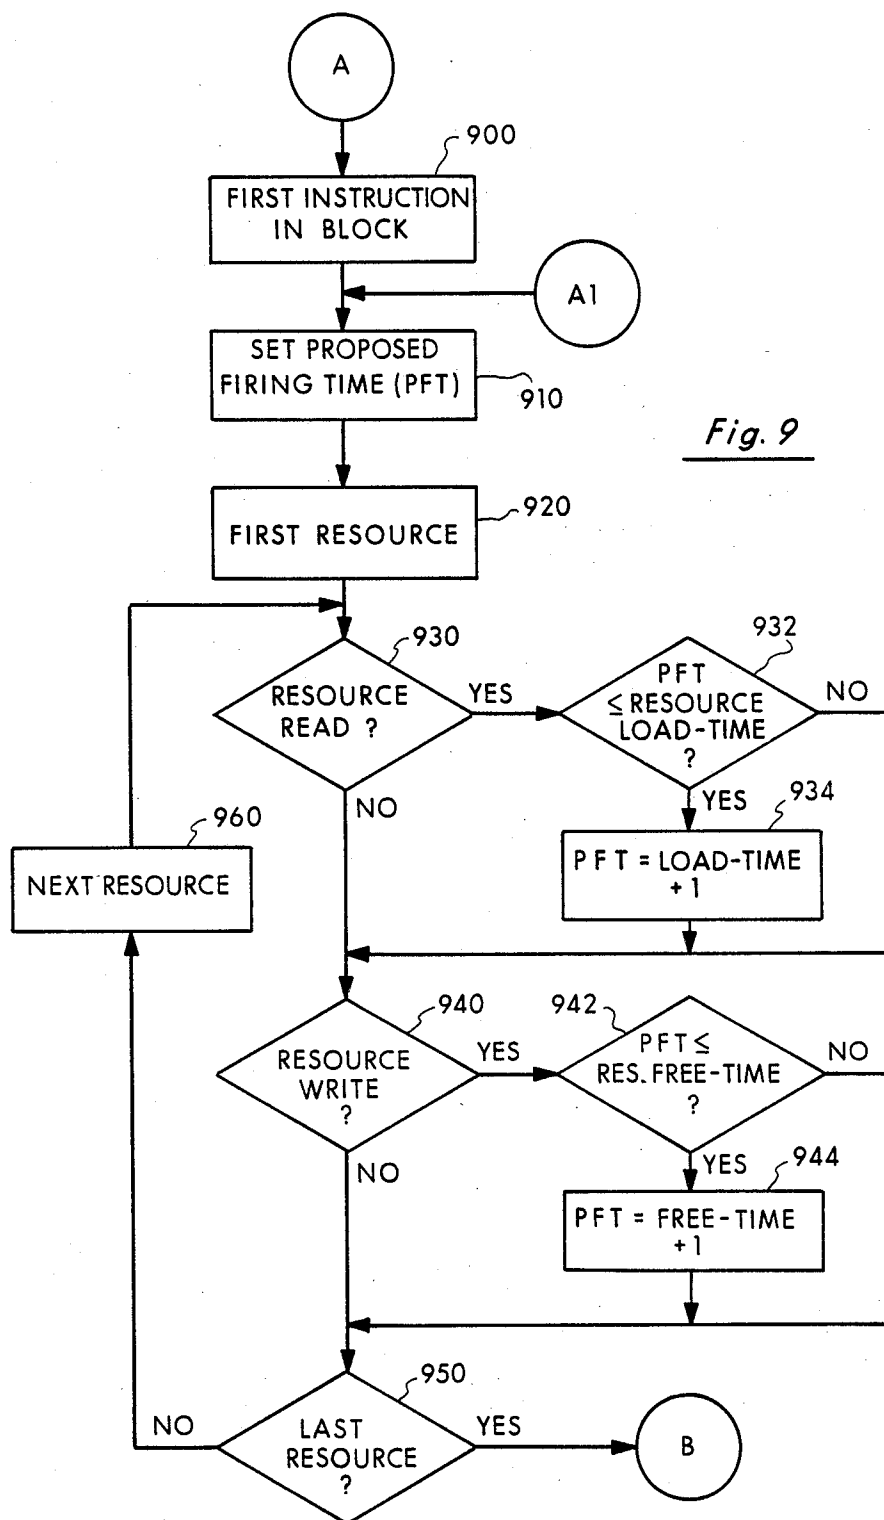 A
900
FIRST INSTRUCTION
IN BLOCK
A1
SET PROPOSED
FIRING TIME (PFT)
910
Fig. 9
920
FIRST RESOURCE
930
RESOURCE
READ ?
YES
932
PFT
≤ RESOURCE
LOAD-TIME
?
NO
NO
YES
934
PFT = LOAD-TIME
+1
960
NEXT RESOURCE
940
RESOURCE
WRITE
?
YES
942
PFT ≤
RES. FREE-TIME
?
NO
NO
YES
944
PFT = FREE-TIME
+1
950
LAST
RESOURCE
?
NO
YES
B